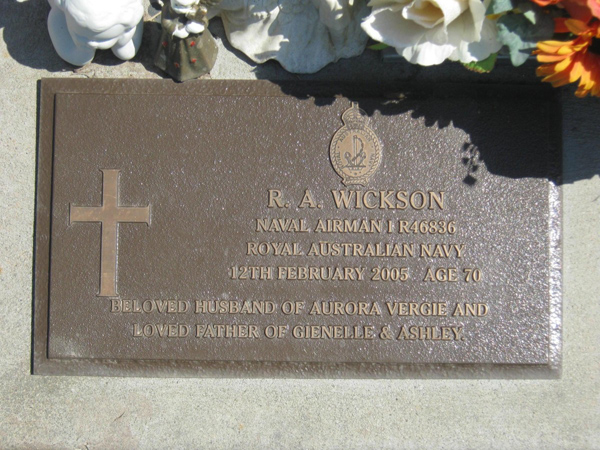 R. A. WICKSON
NAVAL AIRMAN 1 R46836
ROYAL AUSTRALIAN NAVY
12TH FEBRUARY 2005 AGE 70
BELOVED HUSBAND OF AURORA VERGIE AND
LOVED FATHER OF GIENELLE & ASHLEY.